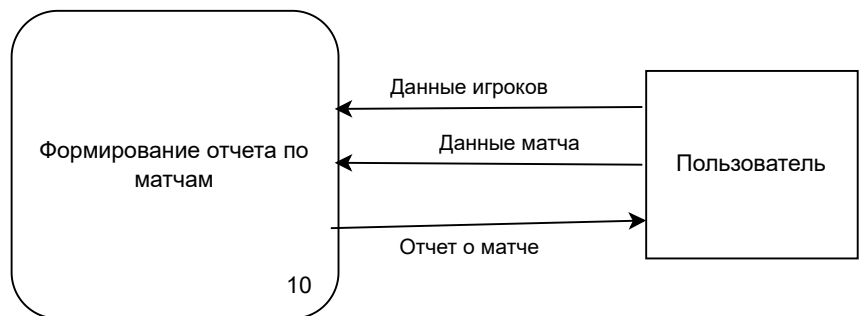 Данные игроков
Данные матча
Формирование отчета по
матчам
Пользователь
Отчет о матче
10